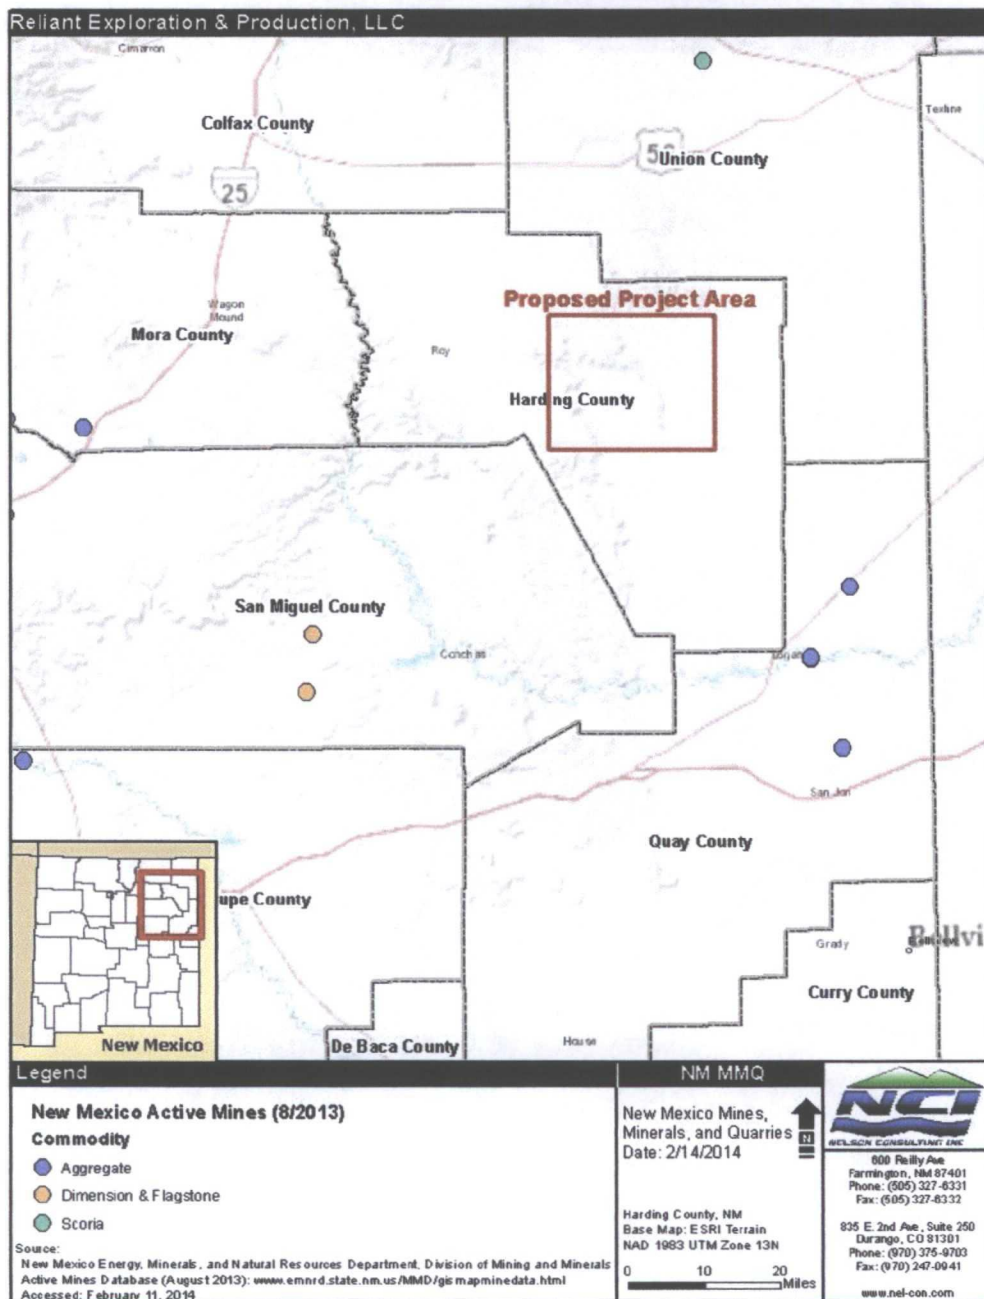 Reliant Exploration & Production, LLC
Cimarron
Colfax County
Texline
Union County
25
Proposed Project Area
Wagon
Mound
Mora County
Roy
Harding County
San Miguel County
Conchas
Logan
San Jon
Quay County
upe County
Grady
Bellvi
Curry County
New Mexico
De Baca County
House
Legend
New Mexico Active Mines (8/2013)
Commodity
Aggregate
Dimension & Flagstone
Scoria
Source:
New Mexico Energy, Minerals, and Natural Resources Department, Division of Mining and Minerals
Active Mines Database (August 2013): www.emnrd.state.nm.us/MMD/gismapminedata.html
Accessed: February 11, 2014
NM MMQ
New Mexico Mines,
Minerals, and Quarries
Date: 2/14/2014
N
Harding County, NM
Base Map: ESRI Terrain
NAD 1983 UTM Zone 13N
0 10 20
Miles
NCI
NELSON CONSULTING INC
600 Reilly Ave
Farmington, NM 87401
Phone: (505) 327-6331
Fax: (505) 327-6332
835 E. 2nd Ave, Suite 250
Durango, CO 81301
Phone: (970) 375-9703
Fax: (970) 247-0941
www.nel-con.com